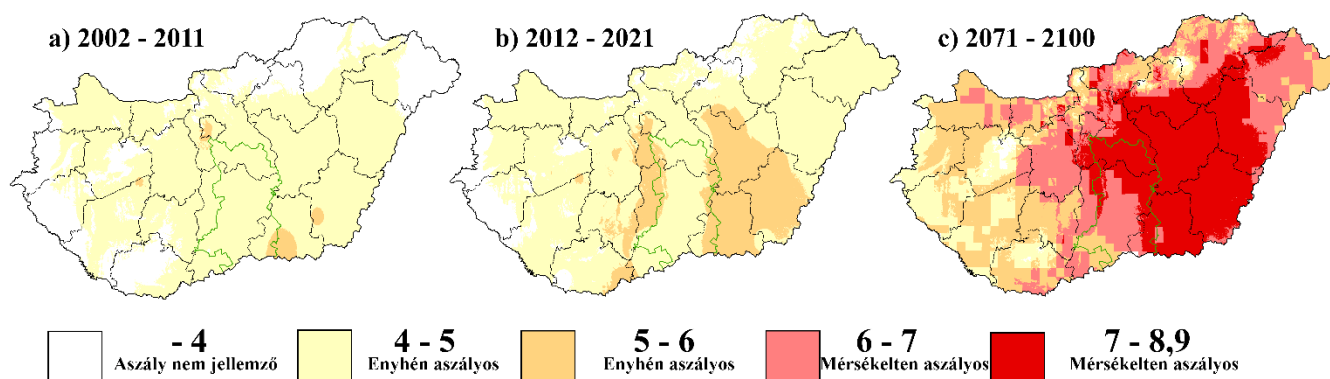 a) 2002 - 2011
b) 2012 - 2021
c) 2071 - 2100
- 4
Aszály nem jellemző
4 - 5
Enyhén aszályos
5 - 6
Enyhén aszályos
6 - 7
Mérsékelten aszályos
7 - 8,9
Mérsékelten aszályos